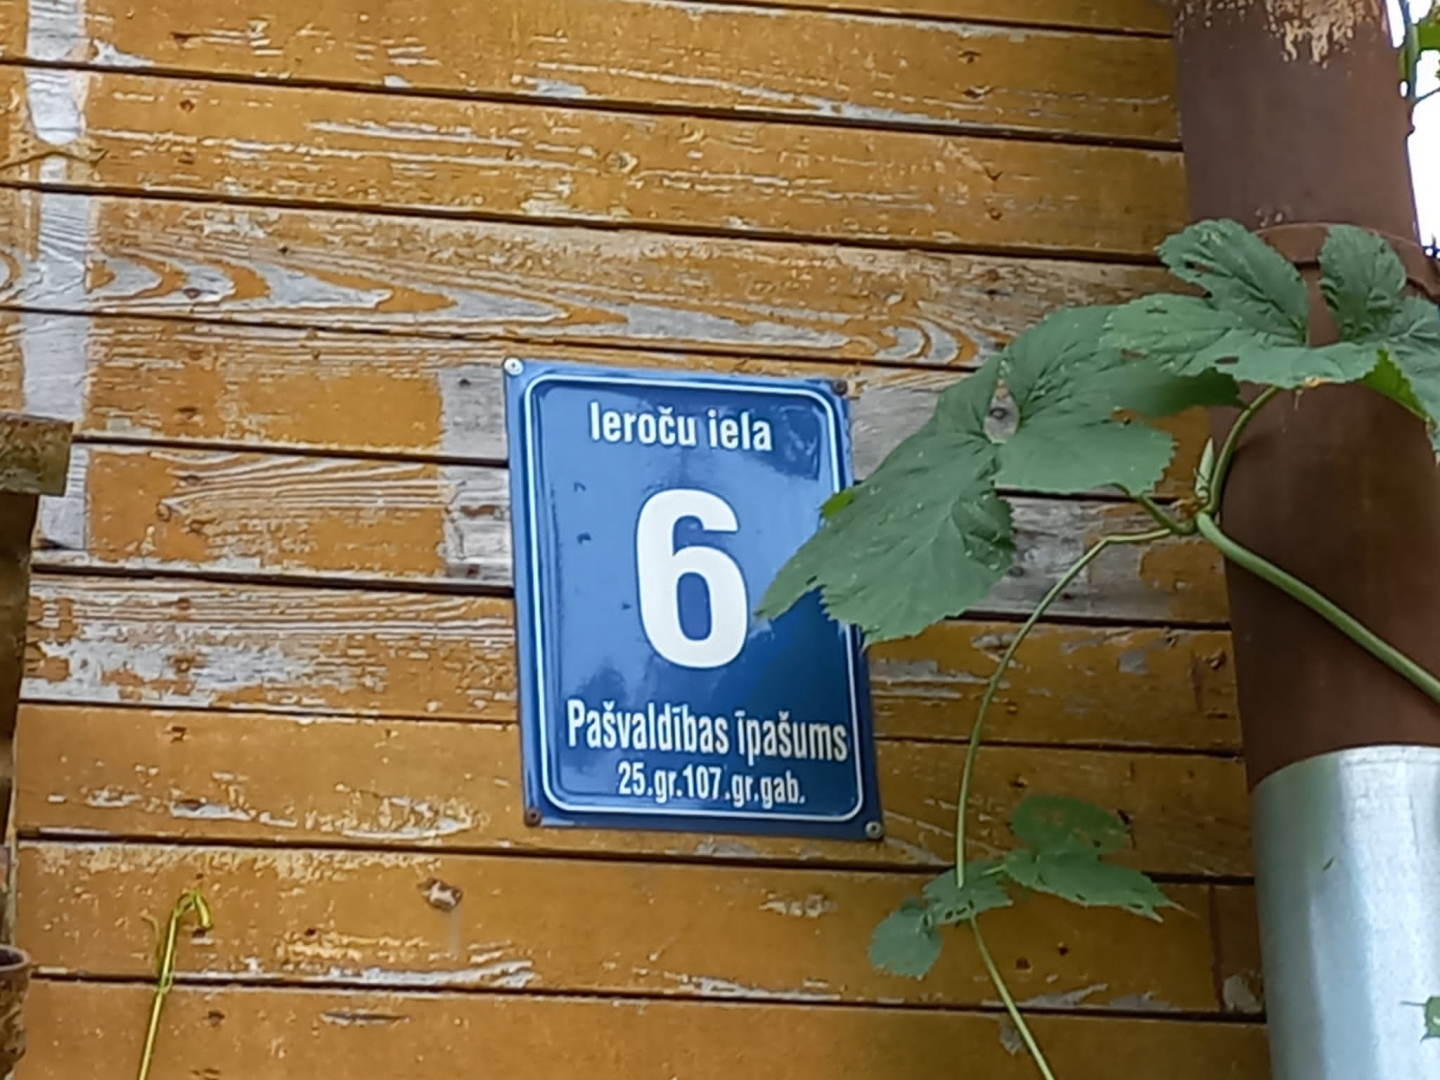 Ieroču iela
6
Pašvaldības īpašums
25.gr.107.gr.gab.